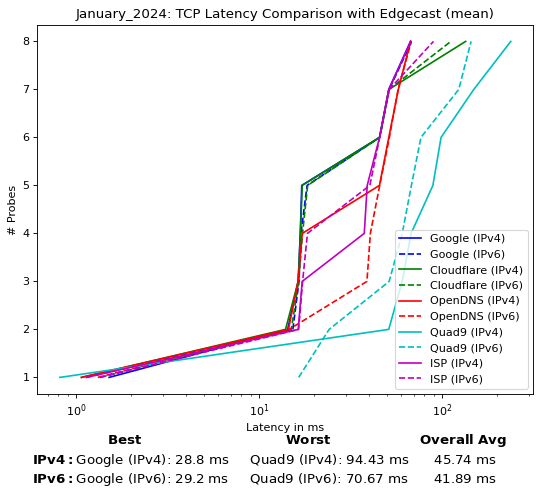 January_2024: TCP Latency Comparison with Edgecast (mean)
8
7
6
5
4
3
2
1
# Probes
Google (IPv4)
Google (IPv6)
Cloudflare (IPv4)
Cloudflare (IPv6)
OpenDNS (IPv4)
OpenDNS (IPv6)
Quad9 (IPv4)
Quad9 (IPv6)
ISP (IPv4)
ISP (IPv6)
10⁰ 10¹ 10²
Latency in ms
Best Worst Overall Avg
IPv4: Google (IPv4): 28.8 ms Quad9 (IPv4): 94.43 ms 45.74 ms
IPv6: Google (IPv6): 29.2 ms Quad9 (IPv6): 70.67 ms 41.89 ms